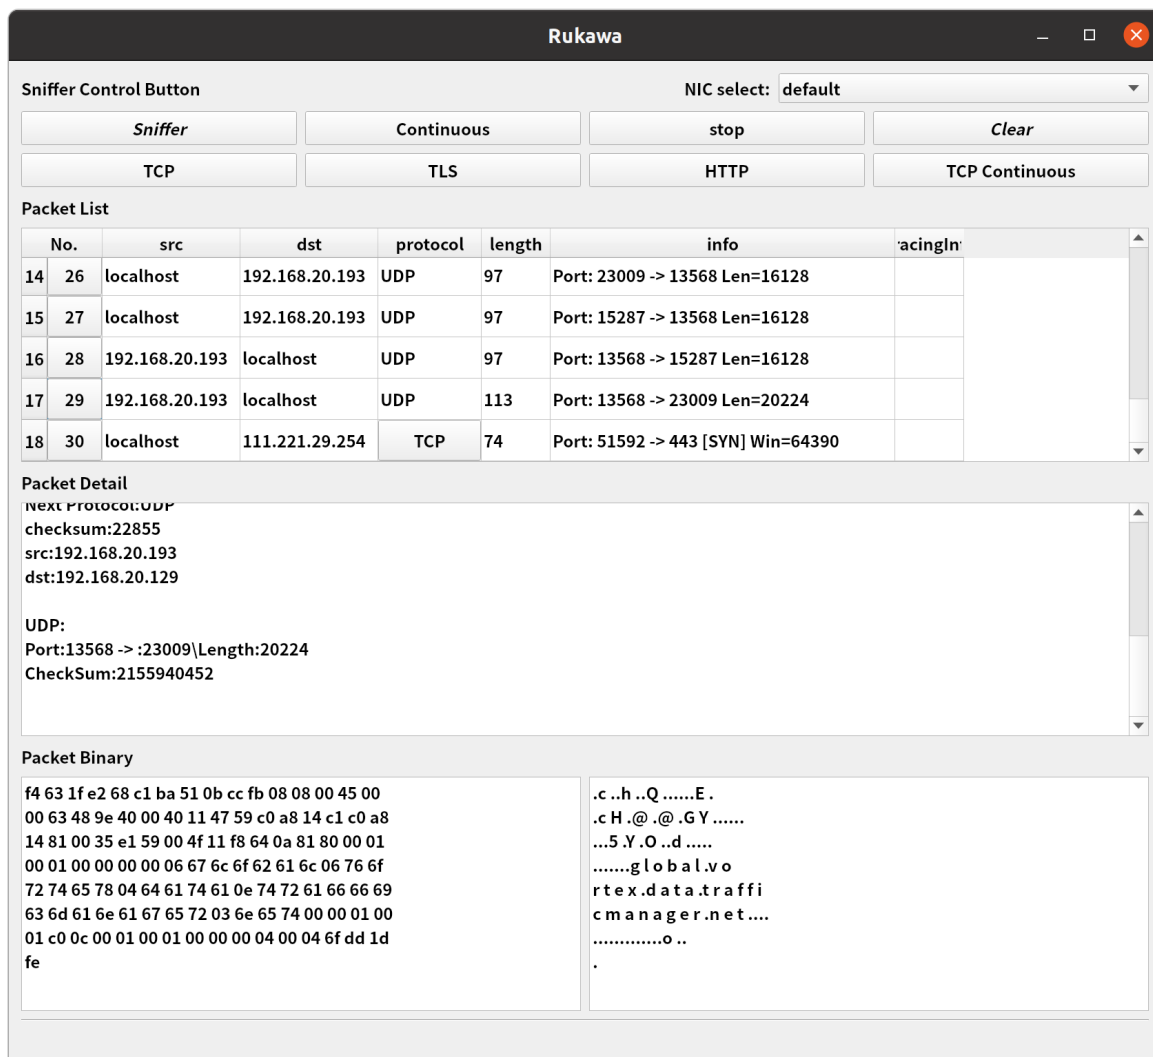 Rukawa
Sniffer Control Button NIC select: default
Sniffer Continuous stop Clear
TCP TLS HTTP TCP Continuous
Packet List
No. src dst protocol length info racingIn
14 26 localhost 192.168.20.193 UDP 97 Port: 23009 -> 13568 Len=16128
15 27 localhost 192.168.20.193 UDP 97 Port: 15287 -> 13568 Len=16128
16 28 192.168.20.193 localhost UDP 97 Port: 13568 -> 15287 Len=16128
17 29 192.168.20.193 localhost UDP 113 Port: 13568 -> 23009 Len=20224
18 30 localhost 111.221.29.254 TCP 74 Port: 51592 -> 443 [SYN] Win=64390
Packet Detail
Next Protocol:UDP
checksum:22855
src:192.168.20.193
dst:192.168.20.129
UDP:
Port:13568 -> :23009\Length:20224
CheckSum:2155940452
Packet Binary
f4 63 1f e2 68 c1 ba 51 0b cc fb 08 08 00 45 00
00 63 48 9e 40 00 40 11 47 59 c0 a8 14 c1 c0 a8
14 81 00 35 e1 59 00 4f 11 f8 64 0a 81 80 00 01
00 01 00 00 00 00 06 67 6c 6f 62 61 6c 06 76 6f
72 74 65 78 04 64 61 74 61 0e 74 72 61 66 66 69
63 6d 61 6e 61 67 65 72 03 6e 65 74 00 00 01 00
01 c0 0c 00 01 00 01 00 00 00 04 00 04 6f dd 1d
fe
.c ..h ..Q ......E .
.c H .@ .@ .G Y ......
...5 .Y .O ..d .....
.......g l o b a l .v o
r t e x .d a t a .t r a f f i
c m a n a g e r .n e t ....
.............o ..
.